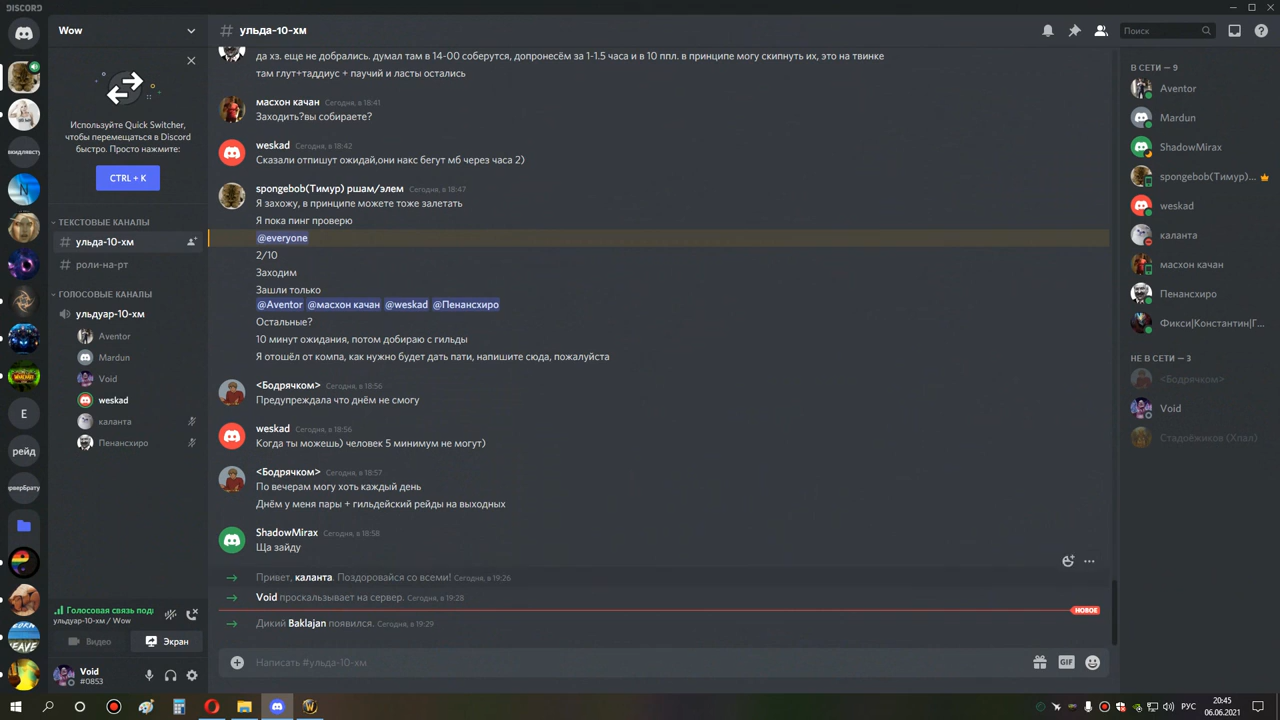 DISCORD
Wow
Используйте Quick Switcher,
чтобы перемещаться в Discord
быстро. Просто нажмите:
CTRL + K
ТЕКСТОВЫЕ КАНАЛЫ
ульда-10-хм
роли-на-рт
ГОЛОСОВЫЕ КАНАЛЫ
ульдуар-10-хм
Aventor
Mardun
Void
weskad
каланта
Пенансхиро
N
E
рейд
Голосовая связь под
ульдуар-10-хм / Wow
Видео
Экран
Void
#0853
# ульда-10-хм
Поиск
да хз. еще не добрались. думал там в 14-00 соберутся, допронесём за 1-1.5 часа и в 10 ппл. в принципе могу скипнуть их, это на твинке
там глут+таддиус + паучий и ласты остались
масхон качан Сегодня, в 18:41
Заходить?вы собираете?
weskad Сегодня, в 18:42
Сказали отпишут ожидай,они накс бегут мб через часа 2)
spongebob(Тимур) ршам/элем Сегодня, в 18:47
Я захожу, в принципе можете тоже залетать
Я пока пинг проверю
@everyone
2/10
Заходим
Зашли только
@Aventor @масхон качан @weskad @Пенансхиро
Остальные?
10 минут ожидания, потом добираю с гильды
Я отошёл от компа, как нужно будет дать пати, напишите сюда, пожалуйста
<Бодрячком> Сегодня, в 18:56
Предупреждала что днём не смогу
weskad Сегодня, в 18:56
Когда ты можешь) человек 5 минимум не могут)
<Бодрячком> Сегодня, в 18:57
По вечерам могу хоть каждый день
Днём у меня пары + гильдейский рейды на выходных
ShadowMirax Сегодня, в 18:58
Ща зайду
Привет, каланта. Поздоровайся со всеми! Сегодня, в 19:26
Void проскальзывает на сервер. Сегодня, в 19:28
НОВОЕ
Дикий Baklajan появился. Сегодня, в 19:29
Написать #ульда-10-хм
GIF
В СЕТИ — 9
Aventor
Mardun
ShadowMirax
spongebob(Тимур)...
weskad
каланта
масхон качан
Пенансхиро
Фикси|Константин|Г...
НЕ В СЕТИ — 3
<Бодрячком>
Void
Стадоёжиков (Хпал)
РУС
20:45
06.06.2021